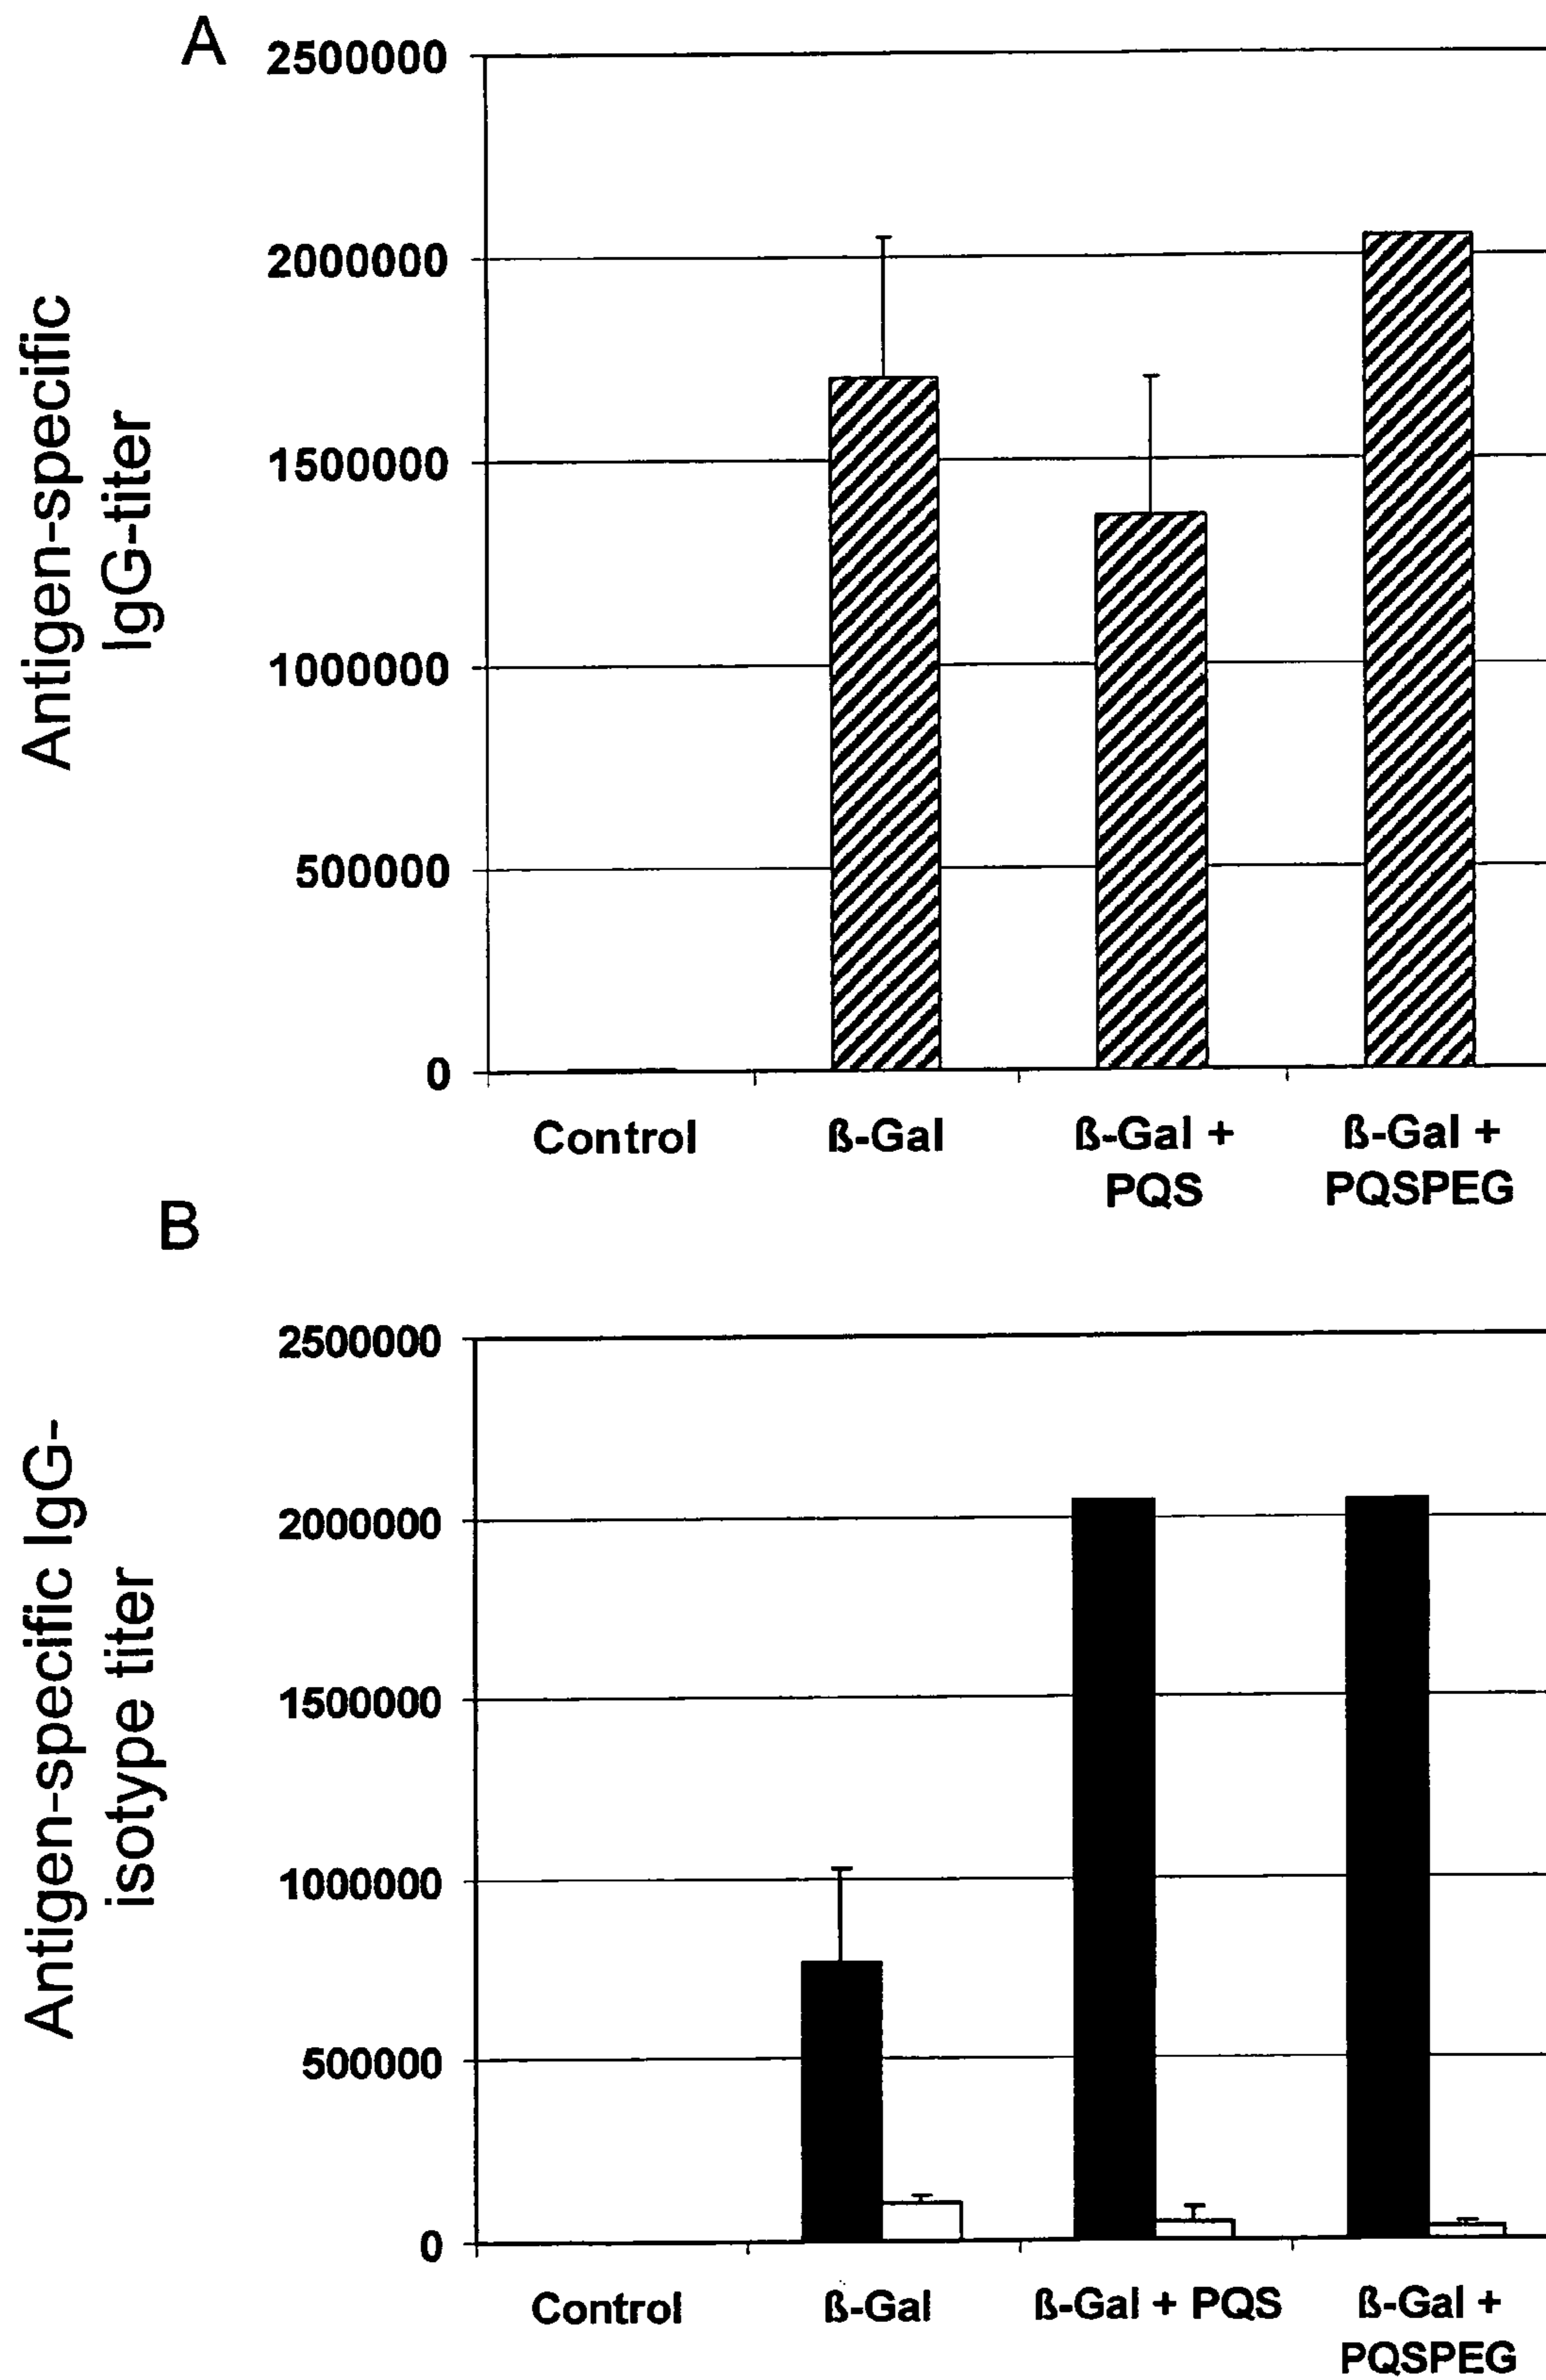 A
2500000
2000000
1500000
1000000
500000
0
Antigen-specific
IgG-titer
Control
ß-Gal
ß-Gal +
PQS
ß-Gal +
PQSPEG
B
2500000
2000000
1500000
1000000
500000
0
Antigen-specific IgG-
isotype titer
Control
ß-Gal
ß-Gal + PQS
ß-Gal +
PQSPEG